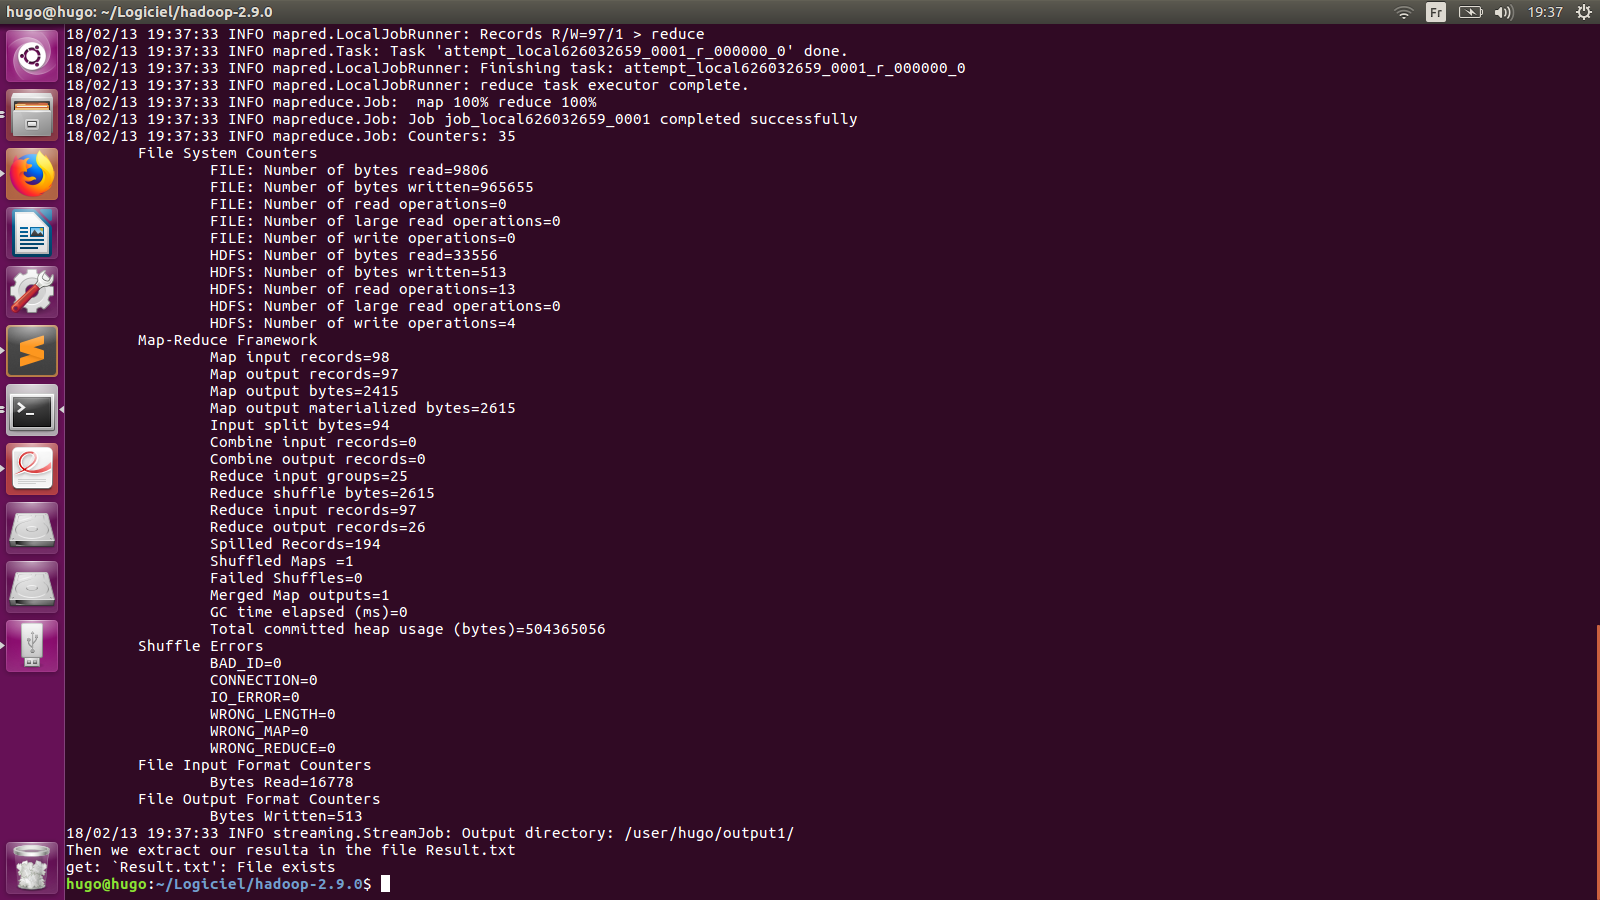 hugo@hugo: ~/Logiciel/hadoop-2.9.0
Fr
19:37
18/02/13 19:37:33 INFO mapred.LocalJobRunner: Records R/W=97/1 > reduce
18/02/13 19:37:33 INFO mapred.Task: Task 'attempt_local626032659_0001_r_000000_0' done.
18/02/13 19:37:33 INFO mapred.LocalJobRunner: Finishing task: attempt_local626032659_0001_r_000000_0
18/02/13 19:37:33 INFO mapred.LocalJobRunner: reduce task executor complete.
18/02/13 19:37:33 INFO mapreduce.Job:  map 100% reduce 100%
18/02/13 19:37:33 INFO mapreduce.Job: Job job_local626032659_0001 completed successfully
18/02/13 19:37:33 INFO mapreduce.Job: Counters: 35
File System Counters
FILE: Number of bytes read=9806
FILE: Number of bytes written=965655
FILE: Number of read operations=0
FILE: Number of large read operations=0
FILE: Number of write operations=0
HDFS: Number of bytes read=33556
HDFS: Number of bytes written=513
HDFS: Number of read operations=13
HDFS: Number of large read operations=0
HDFS: Number of write operations=4
Map-Reduce Framework
Map input records=98
Map output records=97
Map output bytes=2415
Map output materialized bytes=2615
Input split bytes=94
Combine input records=0
Combine output records=0
Reduce input groups=25
Reduce shuffle bytes=2615
Reduce input records=97
Reduce output records=26
Spilled Records=194
Shuffled Maps =1
Failed Shuffles=0
Merged Map outputs=1
GC time elapsed (ms)=0
Total committed heap usage (bytes)=504365056
Shuffle Errors
BAD_ID=0
CONNECTION=0
IO_ERROR=0
WRONG_LENGTH=0
WRONG_MAP=0
WRONG_REDUCE=0
File Input Format Counters
Bytes Read=16778
File Output Format Counters
Bytes Written=513
18/02/13 19:37:33 INFO streaming.StreamJob: Output directory: /user/hugo/output1/
Then we extract our resulta in the file Result.txt
get: `Result.txt': File exists
hugo@hugo:~/Logiciel/hadoop-2.9.0$